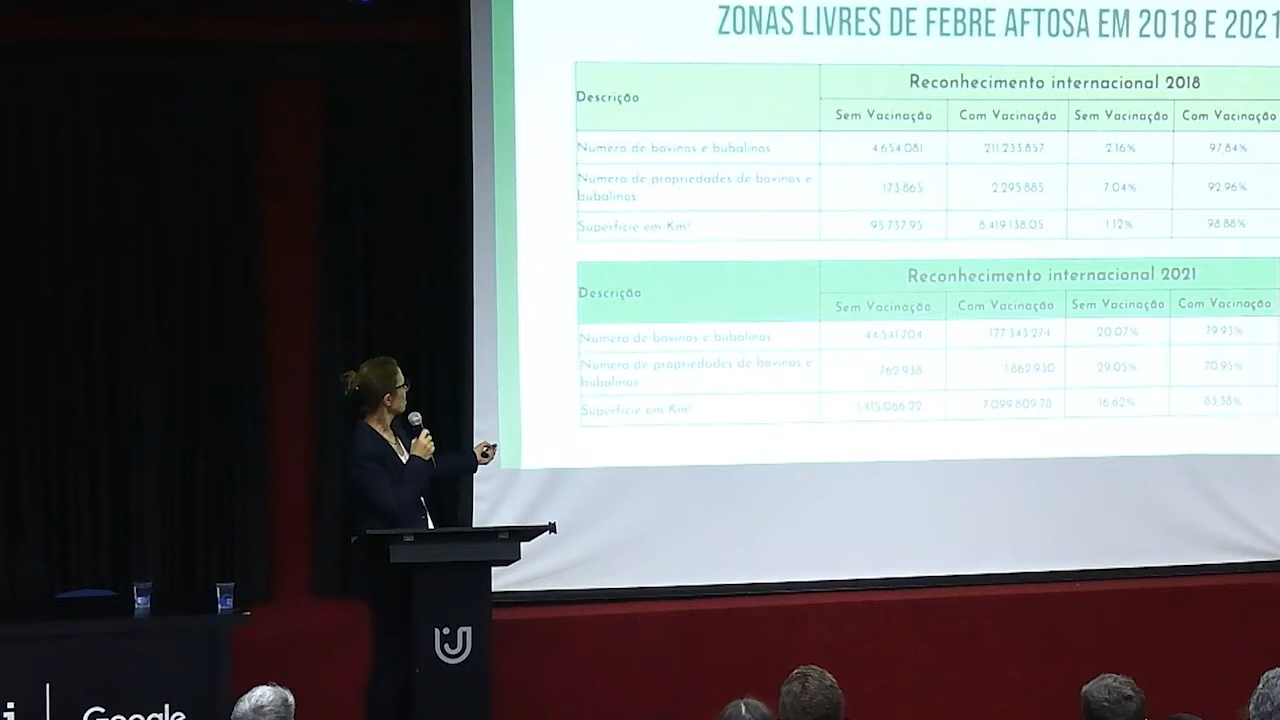 ZONAS LIVRES DE FEBRE AFTOSA EM 2018 E 2021
Descrição
Reconhecimento internacional 2018
Sem Vacinação Com Vacinação Sem Vacinação Com Vacinação
Número de bovinos e bubalinos 4.654.081 211.233.857 2.16% 97.84%
Número de propriedades de bovinos e
bubalinos
173.865 2.295.885 7.04% 92.96%
Superfície em Km² 95.737,95 8.419.138,05 1.12% 98.88%
Descrição
Reconhecimento internacional 2021
Sem Vacinação Com Vacinação Sem Vacinação Com Vacinação
Número de bovinos e bubalinos 44.541.704 177.343.274 20.07% 79.93%
Número de propriedades de bovinos e
bubalinos
762.938 1.862.930 29.05% 70.95%
Superfície em Km² 1.415.066,22 7.099.809,78 16.62% 83.38%
Google